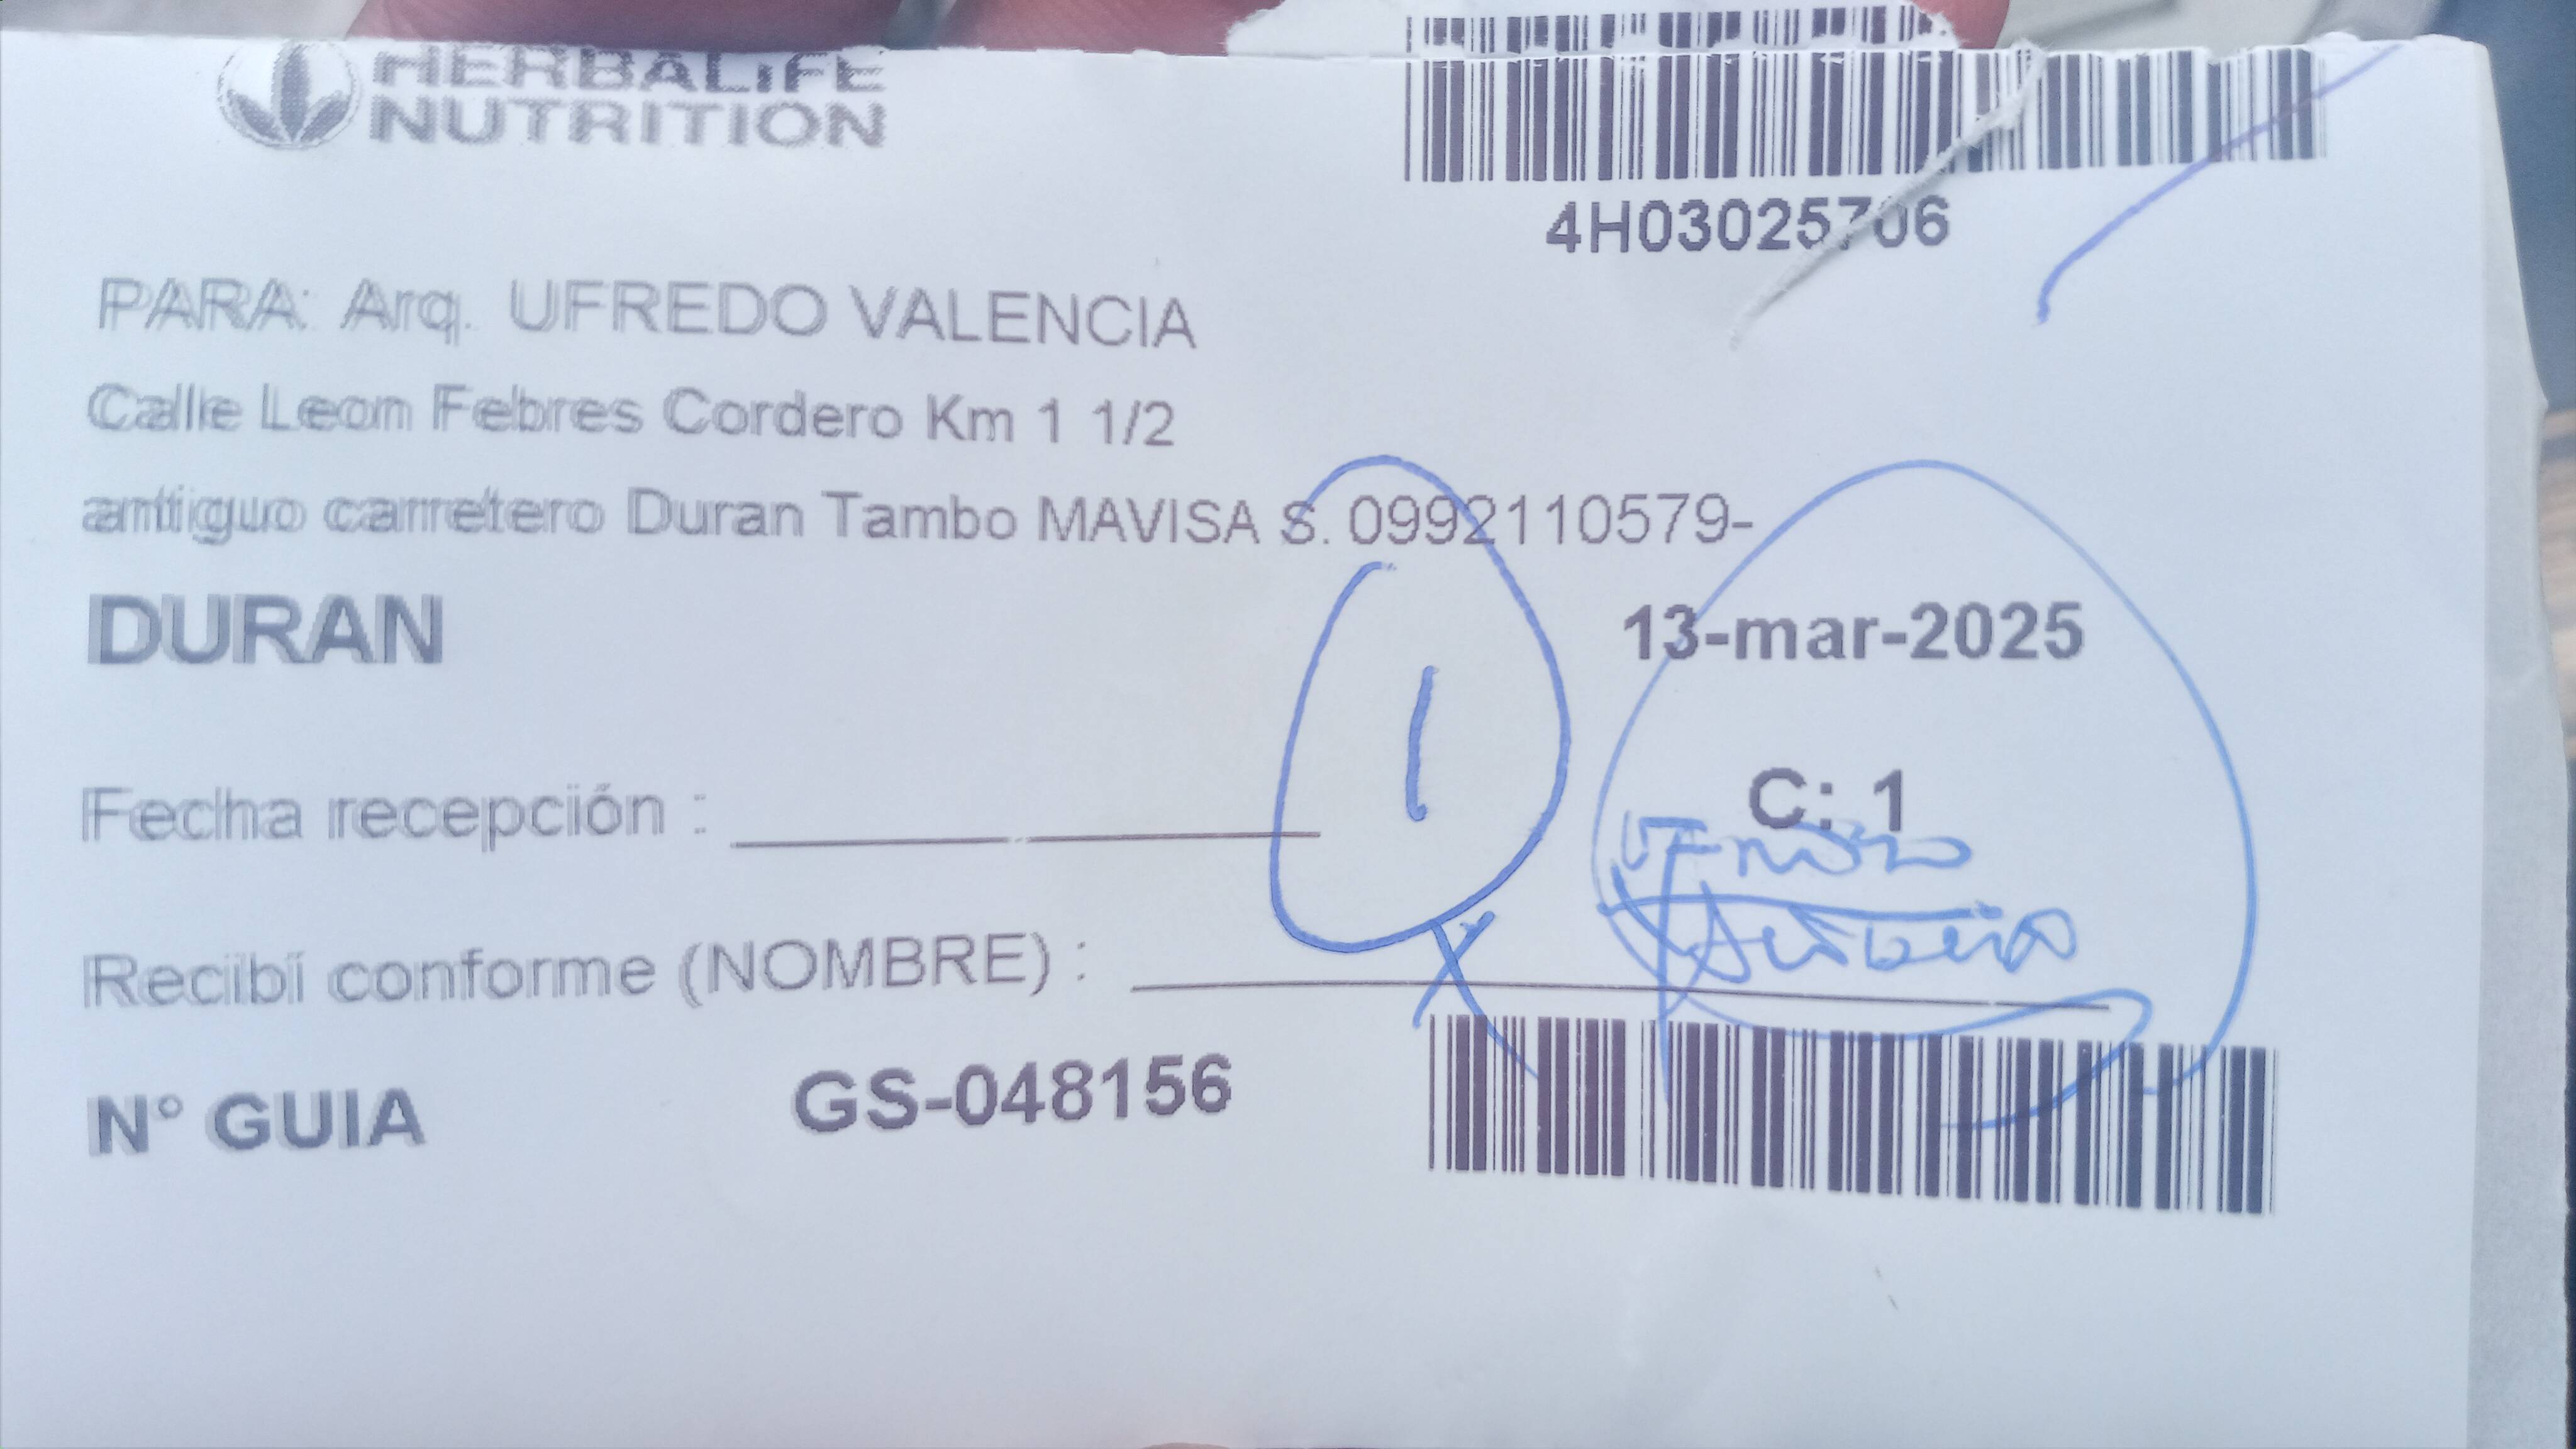 HERBALIFE
NUTRITION
4H03025706
PARA: Arq. UFREDO VALENCIA
Calle Leon Febres Cordero Km 1 1/2
antiguo carretero Duran Tambo MAVISA S. 0992110579-
DURAN
13-mar-2025
1
C: 1
Fecha recepción :
Recibí conforme (NOMBRE) :
N° GUIA GS-048156